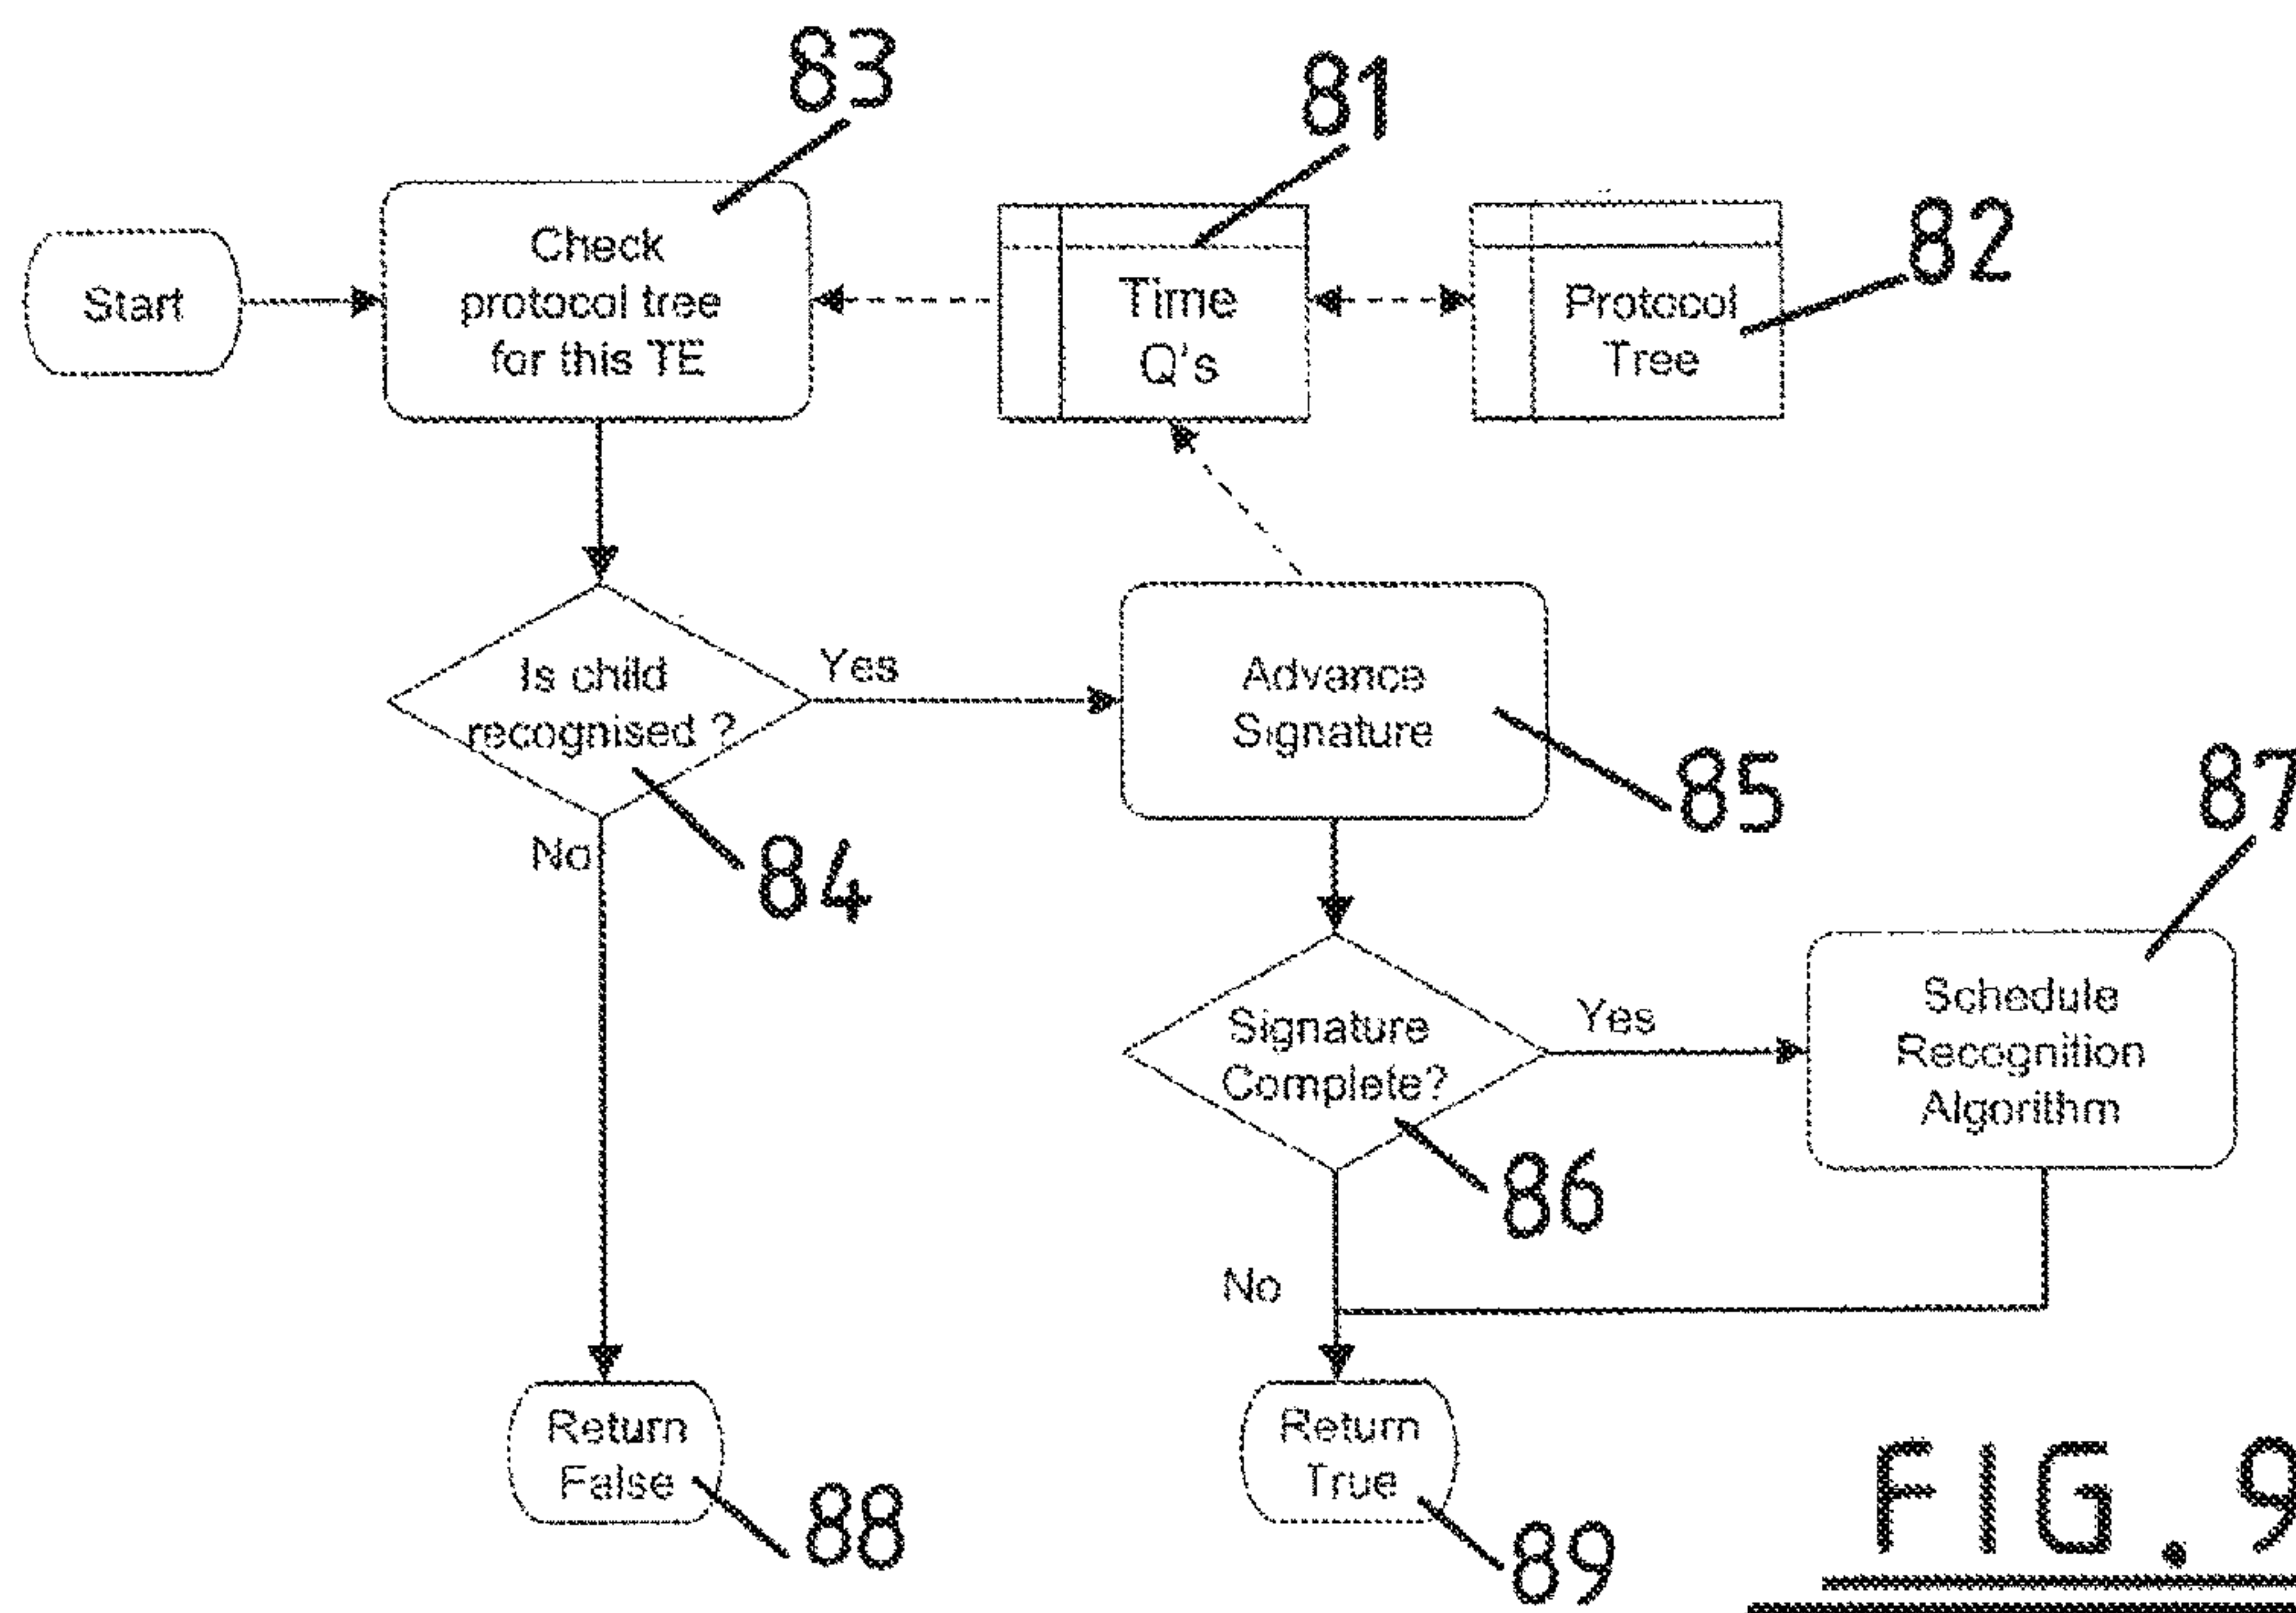 83
81
82
Start
Check
protocol tree
for this TE
Time
Q's
Protocol
Tree
Is child
recognised ?
Yes
Advance
Signature
85
87
No
84
Signature
Complete?
Yes
Schedule
Recognition
Algorithm
86
No
Return
False
88
Return
True
89
FIG. 9